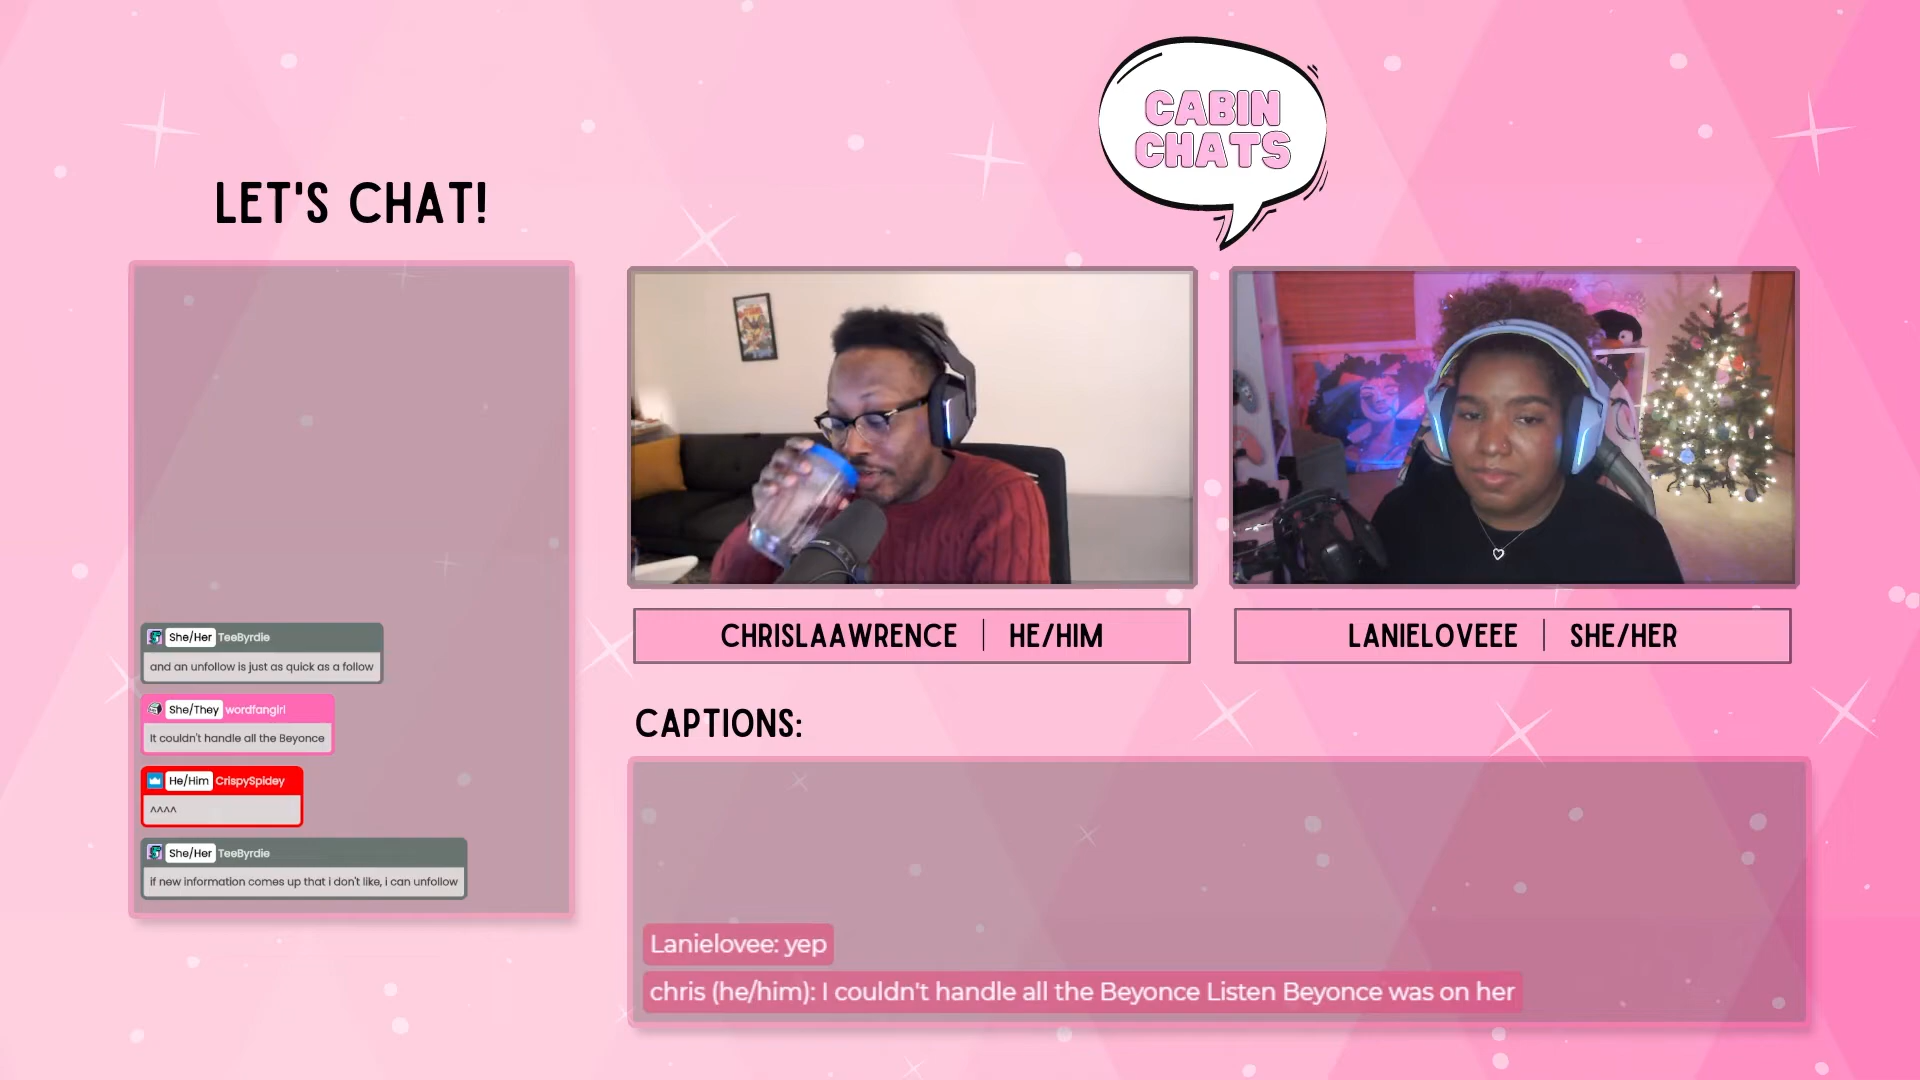 CABIN
CHATS
LET'S CHAT!
She/Her TeeByrdie
and an unfollow is just as quick as a follow
She/They wordfangirl
It couldn't handle all the Beyonce
He/Him CrispySpidey
^^^^
She/Her TeeByrdie
if new information comes up that i don't like, i can unfollow
CHRISLAAWRENCE | HE/HIM
LANIELOVEEE | SHE/HER
CAPTIONS:
Lanielovee: yep
chris (he/him): I couldn't handle all the Beyonce Listen Beyonce was on her